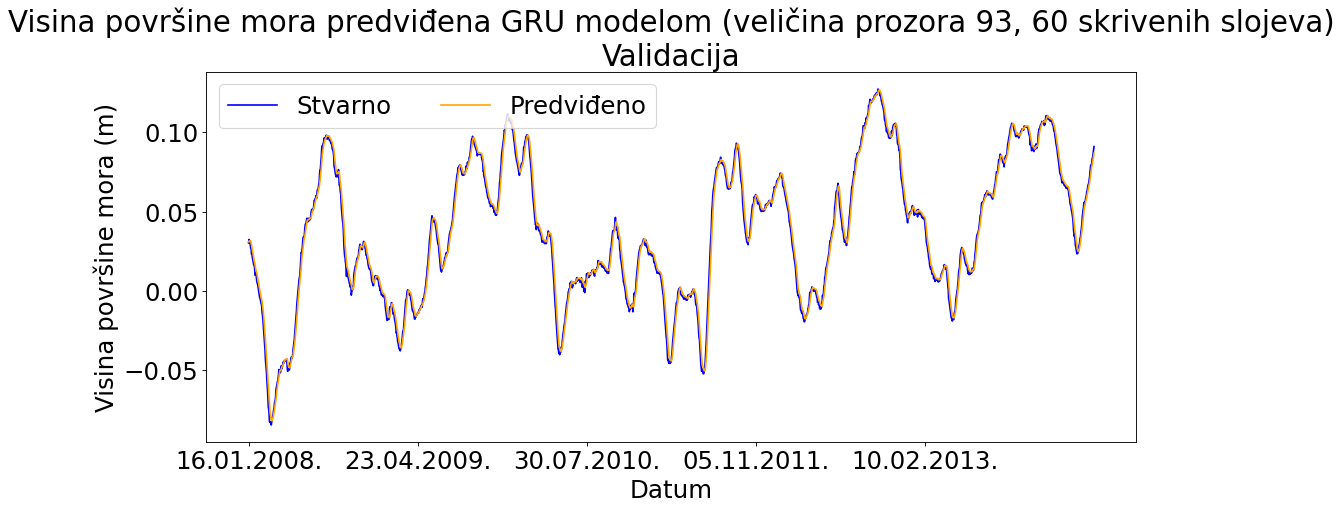 Visina površine mora predviđena GRU modelom (veličina prozora 93, 60 skrivenih slojeva)
Validacija
Stvarno Predviđeno
Visina površine mora (m)
0.10
0.05
0.00
−0.05
16.01.2008. 23.04.2009. 30.07.2010. 05.11.2011. 10.02.2013.
Datum